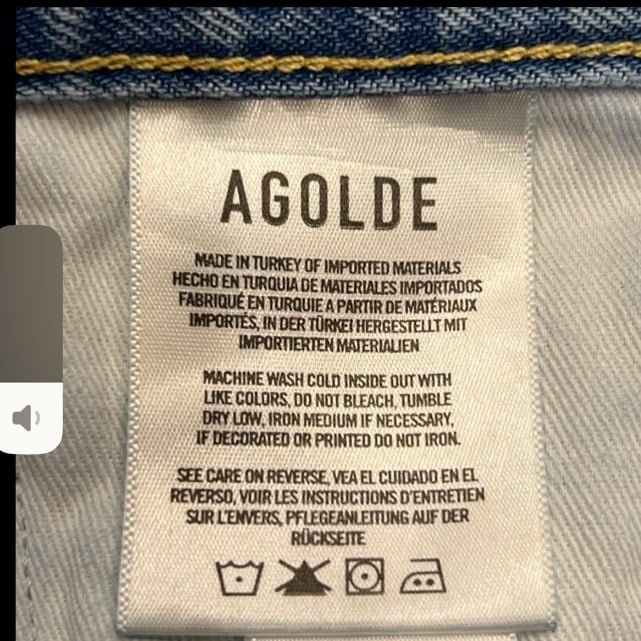 AGOLDE
MADE IN TURKEY OF IMPORTED MATERIALS
HECHO EN TURQUIA DE MATERIALES IMPORTADOS
FABRIQUÉ EN TURQUIE A PARTIR DE MATÉRIAUX
IMPORTÉS, IN DER TÜRKEI HERGESTELLT MIT
IMPORTIERTEN MATERIALIEN
MACHINE WASH COLD INSIDE OUT WITH
LIKE COLORS, DO NOT BLEACH, TUMBLE
DRY LOW, IRON MEDIUM IF NECESSARY,
IF DECORATED OR PRINTED DO NOT IRON.
SEE CARE ON REVERSE, VEA EL CUIDADO EN EL
REVERSO, VOIR LES INSTRUCTIONS D'ENTRETIEN
SUR L'ENVERS, PFLEGEANLEITUNG AUF DER
RÜCKSEITE